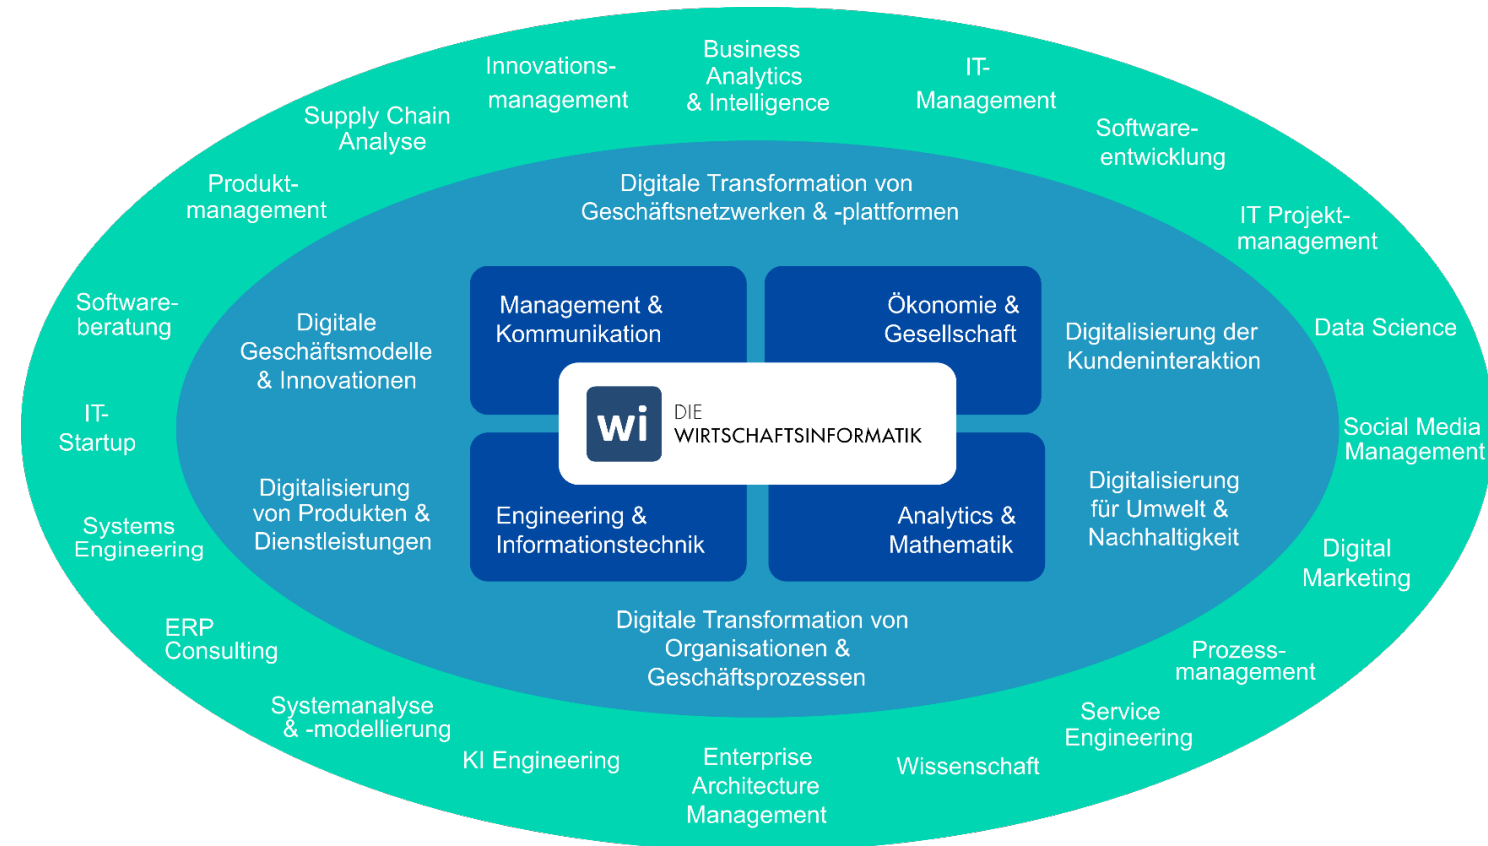 Business
Analytics
& Intelligence
Innovations-
management
IT-
Management
Supply Chain
Analyse
Software-
entwicklung
Produkt-
management
IT Projekt-
management
Software-
beratung
Data Science
IT-
Startup
Social Media
Management
Systems
Engineering
Digital
Marketing
ERP
Consulting
Prozess-
management
Systemanalyse
& -modellierung
Service
Engineering
KI Engineering
Enterprise
Architecture
Management
Wissenschaft
Digitale Transformation von
Geschäftsnetzwerken & -plattformen
Digitale
Geschäftsmodelle
& Innovationen
Digitalisierung der
Kundeninteraktion
Digitalisierung
von Produkten &
Dienstleistungen
Digitalisierung
für Umwelt &
Nachhaltigkeit
Digitale Transformation von
Organisationen &
Geschäftsprozessen
Management &
Kommunikation
Ökonomie &
Gesellschaft
wi
DIE
WIRTSCHAFTSINFORMATIK
Engineering &
Informationstechnik
Analytics &
Mathematik